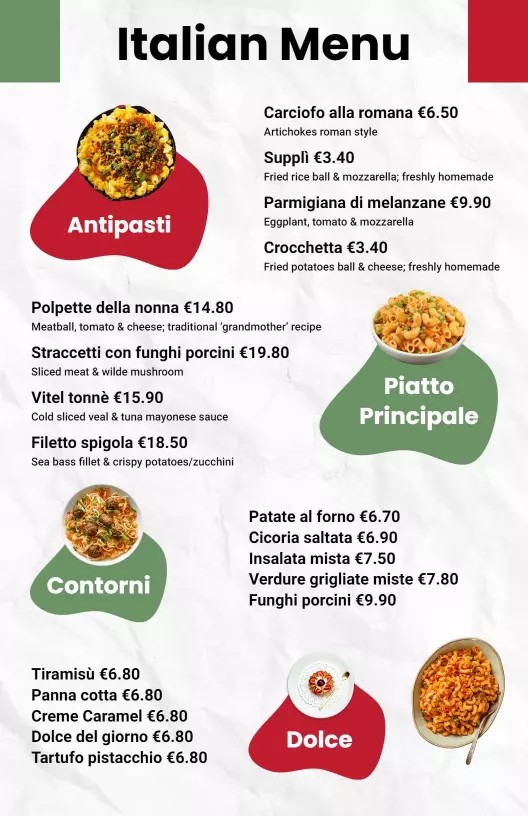 Italian Menu
Antipasti
Carciofo alla romana €6.50
Artichokes roman style
Supplì €3.40
Fried rice ball & mozzarella; freshly homemade
Parmigiana di melanzane €9.90
Eggplant, tomato & mozzarella
Crocchetta €3.40
Fried potatoes ball & cheese; freshly homemade
Piatto
Principale
Polpette della nonna €14.80
Meatball, tomato & cheese; traditional ‘grandmother’ recipe
Straccetti con funghi porcini €19.80
Sliced meat & wilde mushroom
Vitel tonnè €15.90
Cold sliced veal & tuna mayonese sauce
Filetto spigola €18.50
Sea bass fillet & crispy potatoes/zucchini
Contorni
Patate al forno €6.70
Cicoria saltata €6.90
Insalata mista €7.50
Verdure grigliate miste €7.80
Funghi porcini €9.90
Dolce
Tiramisù €6.80
Panna cotta €6.80
Creme Caramel €6.80
Dolce del giorno €6.80
Tartufo pistacchio €6.80